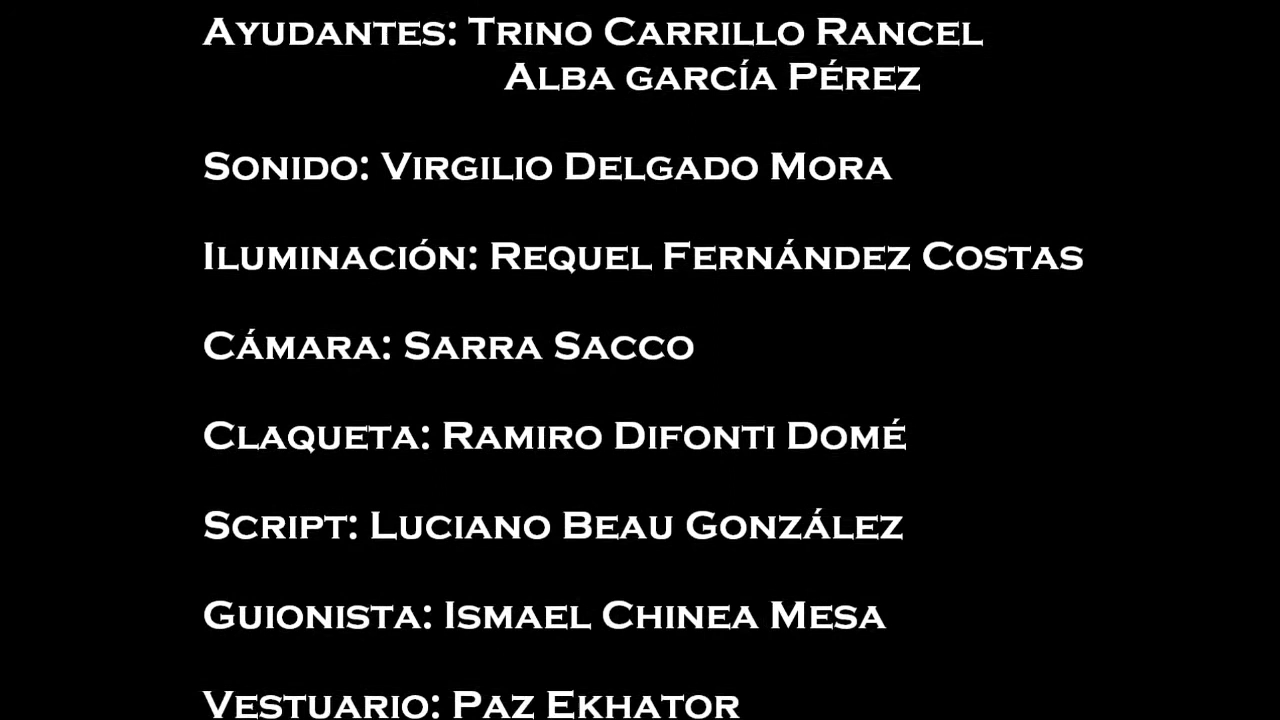 Ayudantes: Trino Carrillo Rancel
Alba garcía Pérez
Sonido: Virgilio Delgado Mora
Iluminación: Requel Fernández Costas
Cámara: Sarra Sacco
Claqueta: Ramiro Difonti Domé
Script: Luciano Beau González
Guionista: Ismael Chinea Mesa
Vestuario: Paz Ekhator